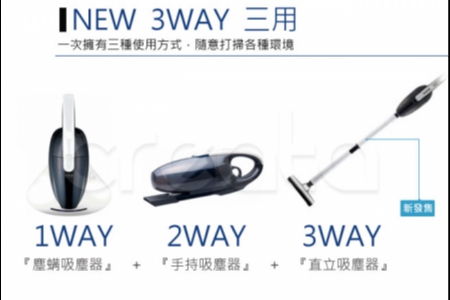 NEW 3WAY 三用
一次擁有三種使用方式,隨意打掃各種環境
新發售
1WAY 2WAY 3WAY
『塵螨吸塵器』 + 『手持吸塵器』 + 『直立吸塵器』